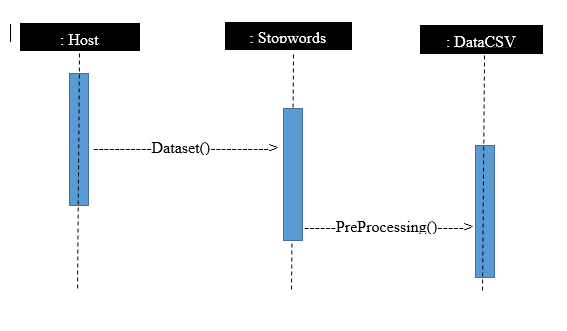 : Host
: Stopwords
: DataCSV
-----------Dataset()----------->
------PreProcessing()----->